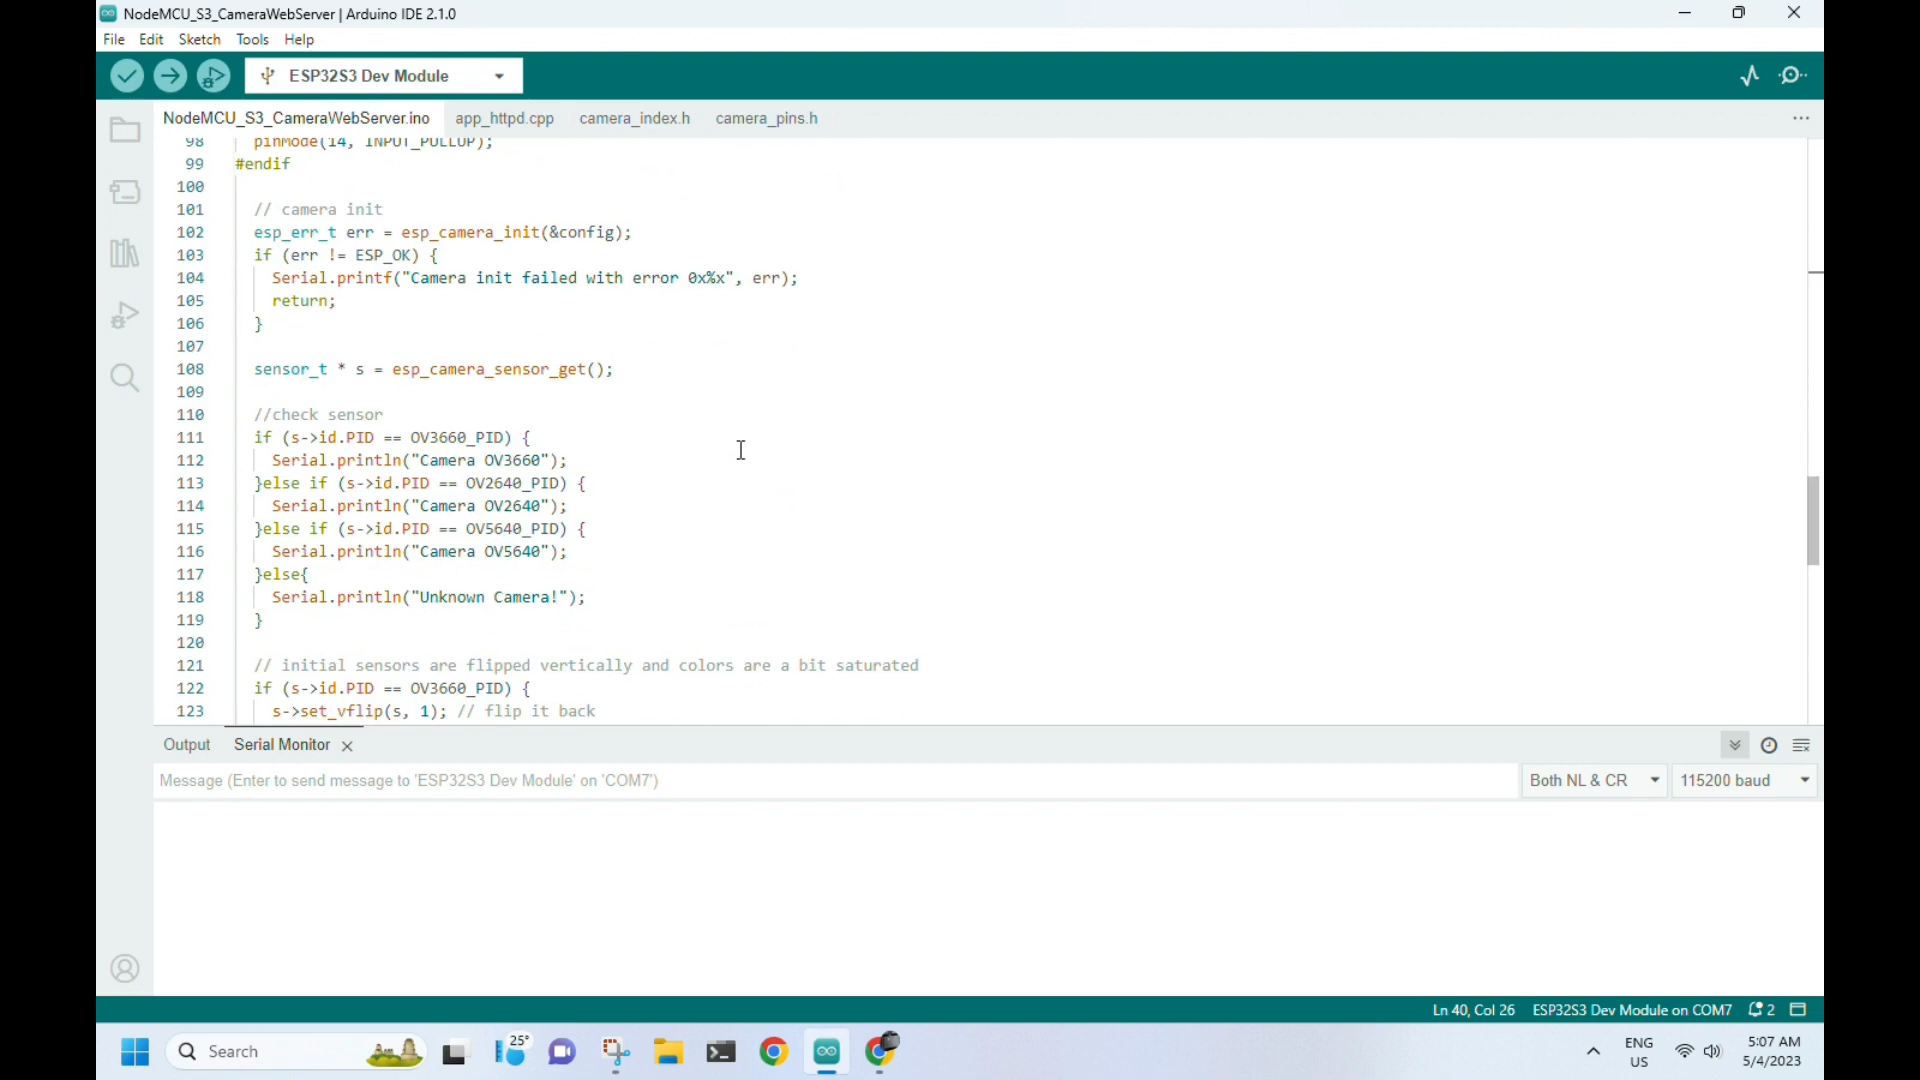 NodeMCU_S3_CameraWebServer | Arduino IDE 2.1.0
File Edit Sketch Tools Help
ESP32S3 Dev Module
NodeMCU_S3_CameraWebServer.ino app_httpd.cpp camera_index.h camera_pins.h ...
98 pinMode(14, INPUT_PULLUP);
99 #endif
100
101 // camera init
102 esp_err_t err = esp_camera_init(&config);
103 if (err != ESP_OK) {
104 Serial.printf("Camera init failed with error 0x%x", err);
105 return;
106 }
107
108 sensor_t * s = esp_camera_sensor_get();
109
110 //check sensor
111 if (s->id.PID == OV3660_PID) {
112 Serial.println("Camera OV3660");
113 }else if (s->id.PID == OV2640_PID) {
114 Serial.println("Camera OV2640");
115 }else if (s->id.PID == OV5640_PID) {
116 Serial.println("Camera OV5640");
117 }else{
118 Serial.println("Unknown Camera!");
119 }
120
121 // initial sensors are flipped vertically and colors are a bit saturated
122 if (s->id.PID == OV3660_PID) {
123 s->set_vflip(s, 1); // flip it back
Output Serial Monitor
Message (Enter to send message to 'ESP32S3 Dev Module' on 'COM7') Both NL & CR 115200 baud
Ln 40, Col 26 ESP32S3 Dev Module on COM7 2
Search 25° ENG US 5:07 AM
5/4/2023